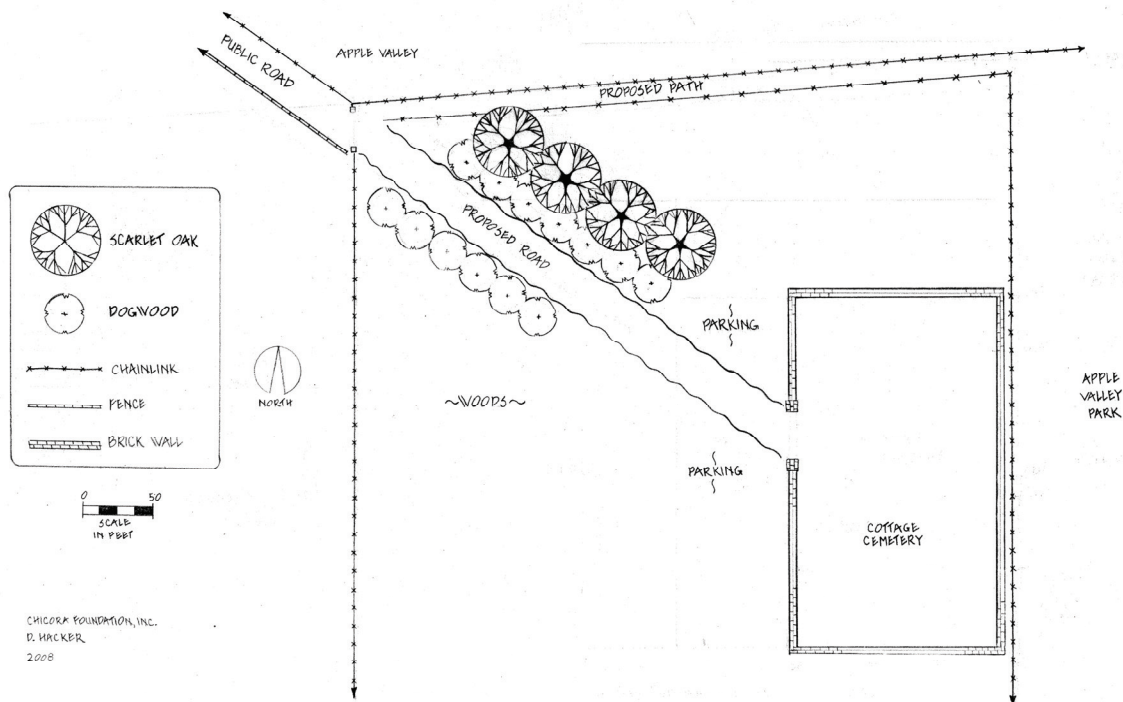 PUBLIC ROAD
APPLE VALLEY
PROPOSED PATH
PROPOSED ROAD
SCARLET OAK
DOGWOOD
CHAINLINK
FENCE
BRICK WALL
NORTH
~WOODS~
PARKING
PARKING
APPLE
VALLEY
PARK
COTTAGE
CEMETERY
0 50
SCALE
IN FEET
CHICORA FOUNDATION, INC.
D. HACKER
2008